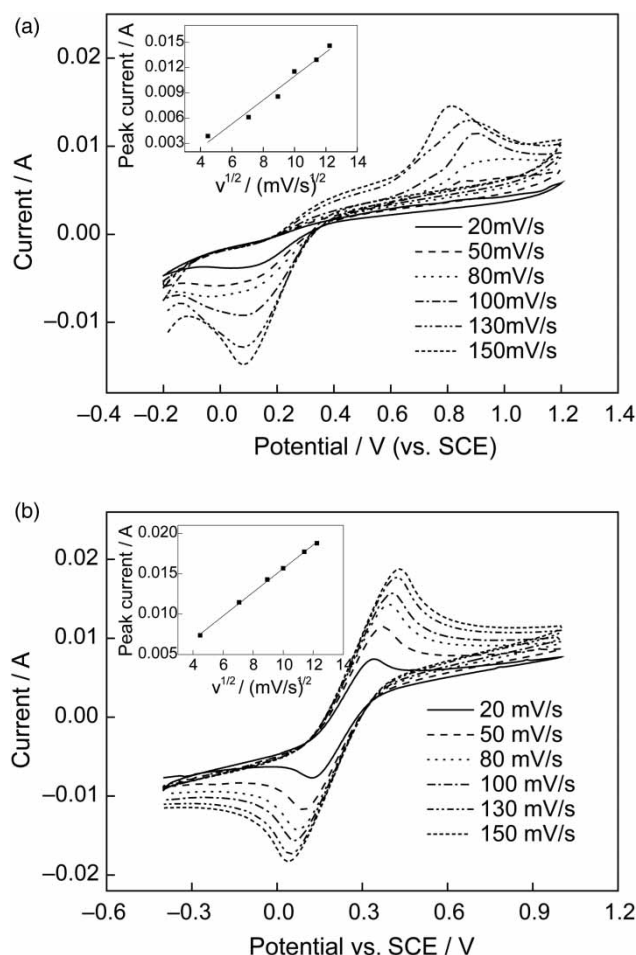 (a)
0.015
0.012
0.009
0.006
0.003
4 6 8 10 12 14
Peak current / A
v1/2 / (mV/s)1/2
0.02
0.01
0.00
−0.01
Current / A
20mV/s
50mV/s
80mV/s
100mV/s
130mV/s
150mV/s
−0.4 −0.2 0.0 0.2 0.4 0.6 0.8 1.0 1.2 1.4
Potential / V (vs. SCE)
(b)
0.020
0.015
0.010
0.005
4 6 8 10 12 14
Peak current / A
v1/2 / (mV/s)1/2
0.02
0.01
0.00
−0.01
−0.02
Current / A
20 mV/s
50 mV/s
80 mV/s
100 mV/s
130 mV/s
150 mV/s
−0.6 −0.3 0.0 0.3 0.6 0.9 1.2
Potential vs. SCE / V